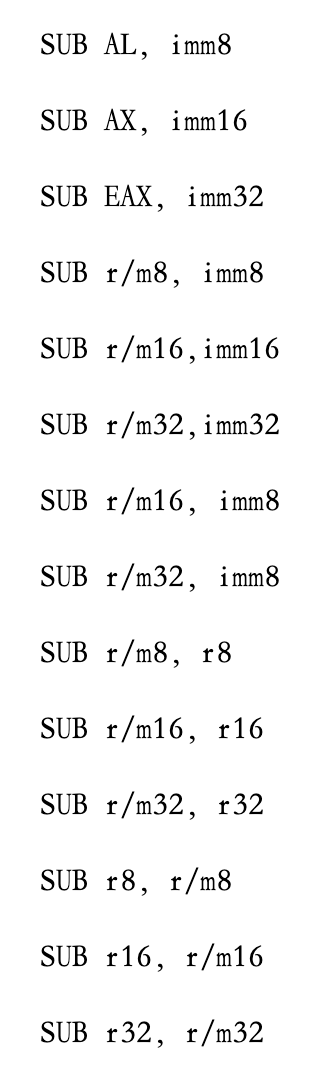 SUB AL, imm8
SUB AX, imm16
SUB EAX, imm32
SUB r/m8, imm8
SUB r/m16,imm16
SUB r/m32,imm32
SUB r/m16, imm8
SUB r/m32, imm8
SUB r/m8, r8
SUB r/m16, r16
SUB r/m32, r32
SUB r8, r/m8
SUB r16, r/m16
SUB r32, r/m32